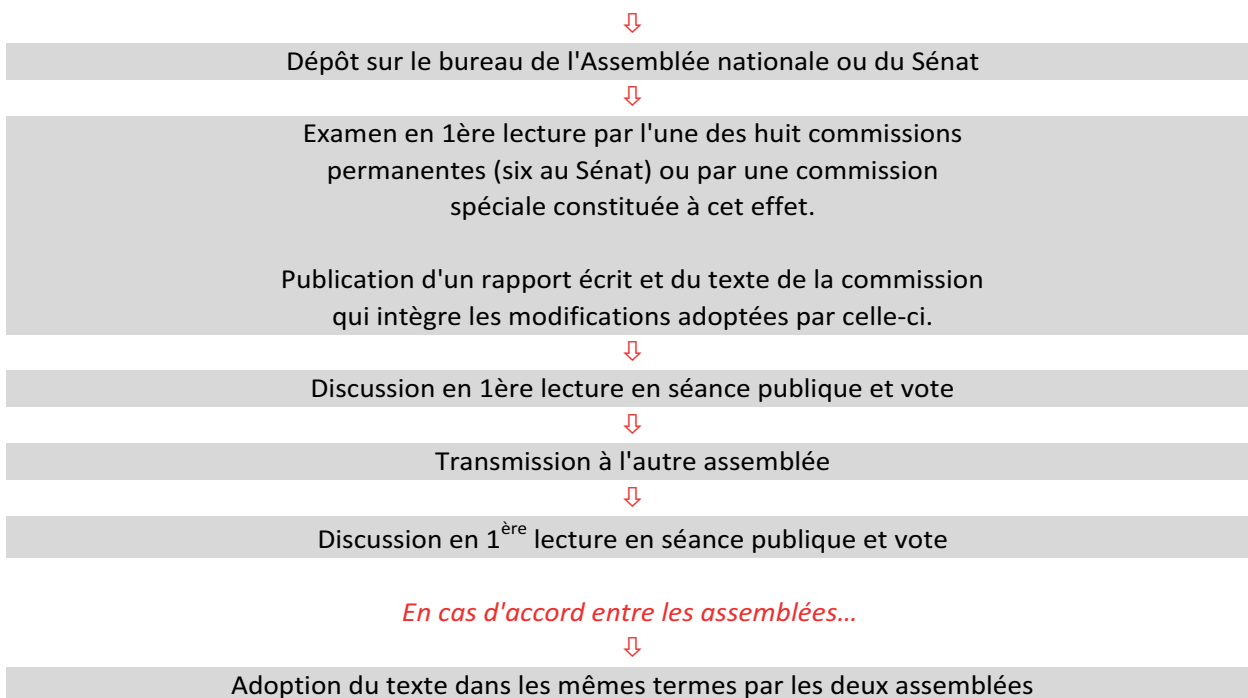 ⇩
Dépôt sur le bureau de l'Assemblée nationale ou du Sénat
⇩
Examen en 1ère lecture par l'une des huit commissions
permanentes (six au Sénat) ou par une commission
spéciale constituée à cet effet.
Publication d'un rapport écrit et du texte de la commission
qui intègre les modifications adoptées par celle-ci.
⇩
Discussion en 1ère lecture en séance publique et vote
⇩
Transmission à l'autre assemblée
⇩
Discussion en 1ère lecture en séance publique et vote
En cas d'accord entre les assemblées…
⇩
Adoption du texte dans les mêmes termes par les deux assemblées